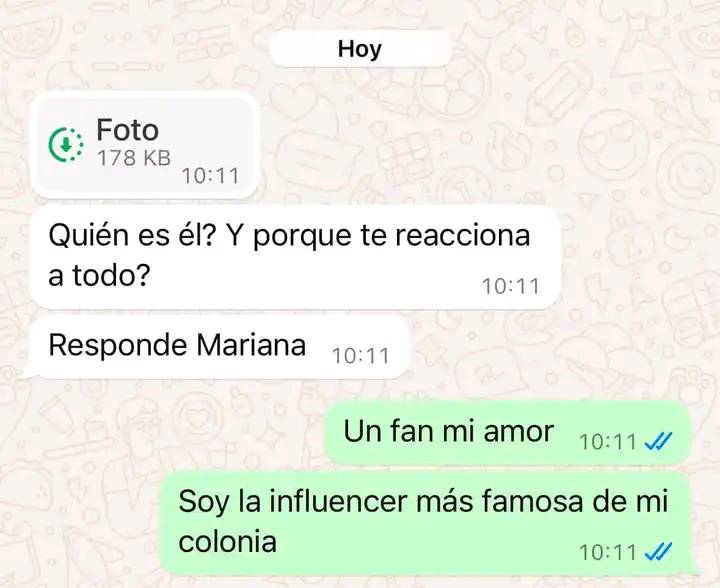 Hoy
Foto
178 KB
10:11
Quién es él? Y porque te reacciona
a todo?
10:11
Responde Mariana 10:11
Un fan mi amor 10:11
Soy la influencer más famosa de mi
colonia
10:11